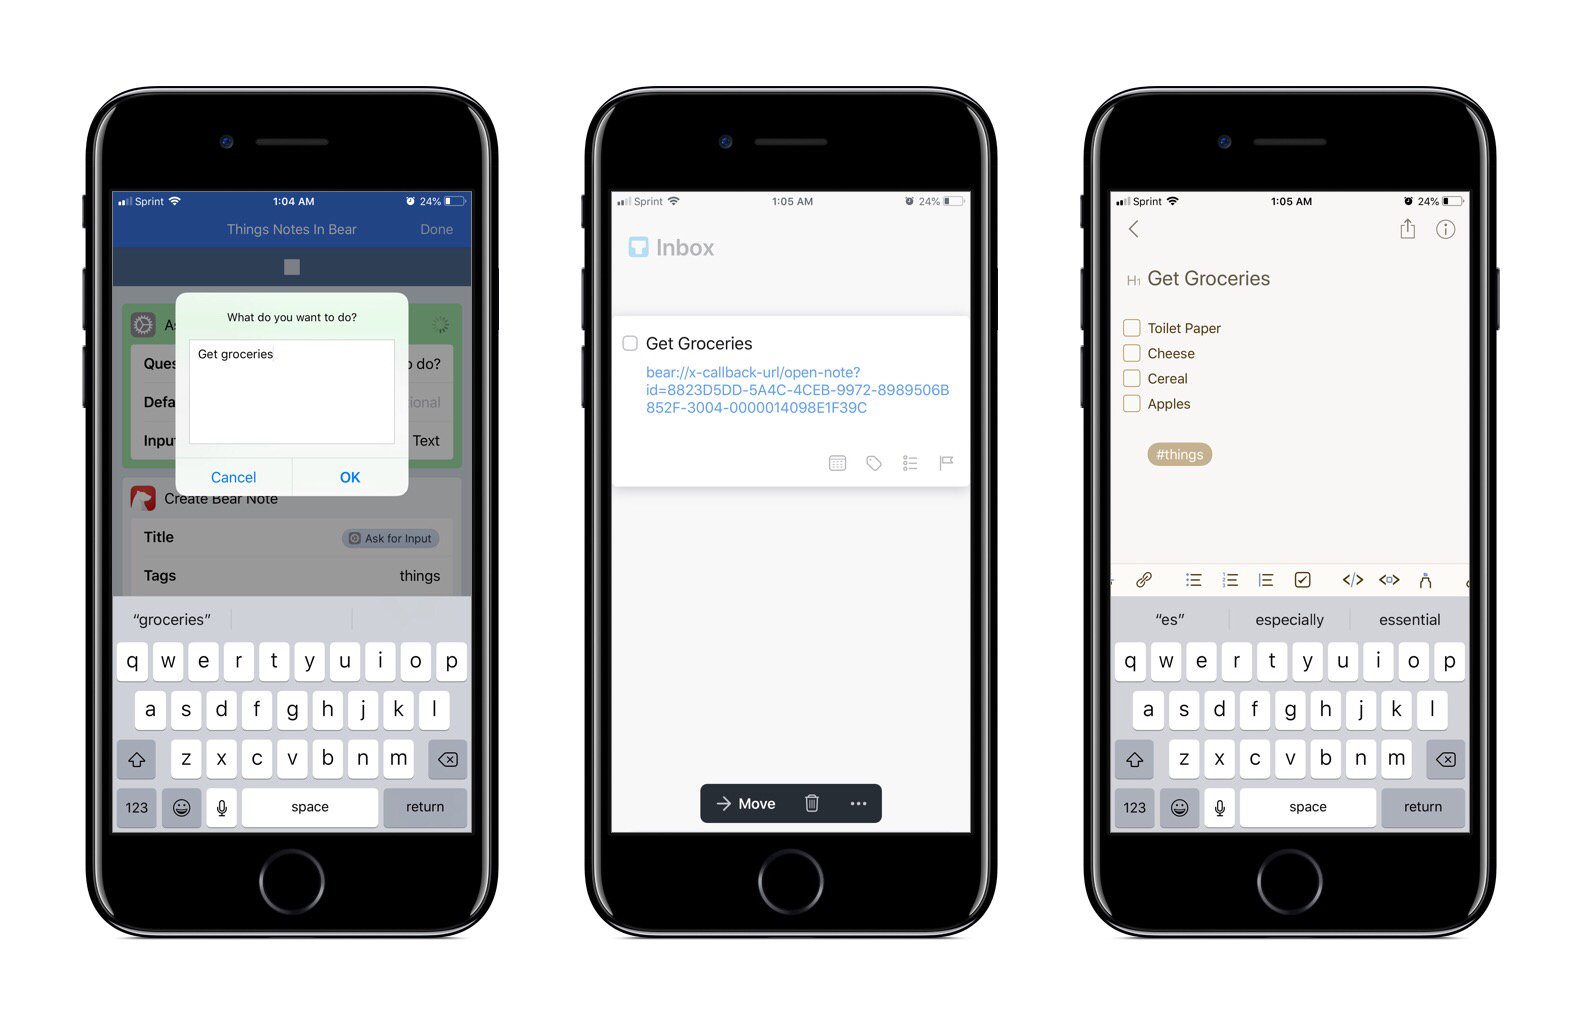 Sprint 1:04 AM 24%
Things Notes In Bear Done
What do you want to do?
Get groceries
As
Ques o do?
Defa ional
Input Text
Cancel OK
Create Bear Note
Title Ask for Input
Tags things
“groceries”
q w e r t y u i o p
a s d f g h j k l
z x c v b n m
123 space return
Sprint 1:05 AM 24%
Inbox
Get Groceries
bear://x-callback-url/open-note?
id=8823D5DD-5A4C-4CEB-9972-8989506B
852F-3004-0000014098E1F39C
Move
Sprint 1:05 AM 24%
H1 Get Groceries
Toilet Paper
Cheese
Cereal
Apples
#things
“es” especially essential
q w e r t y u i o p
a s d f g h j k l
z x c v b n m
123 space return